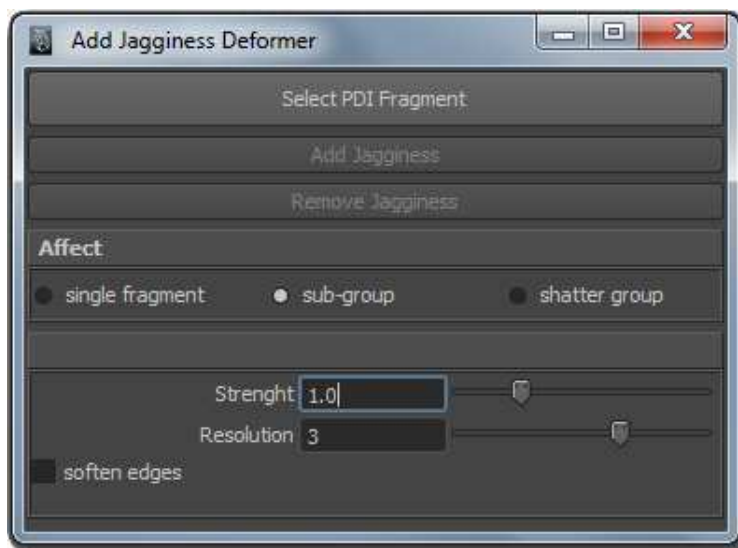 Add Jagginess Deformer
Select PDI Fragment
Add Jagginess
Remove Jagginess
Affect
single fragment sub-group shatter group
Strenght 1.0
Resolution 3
soften edges